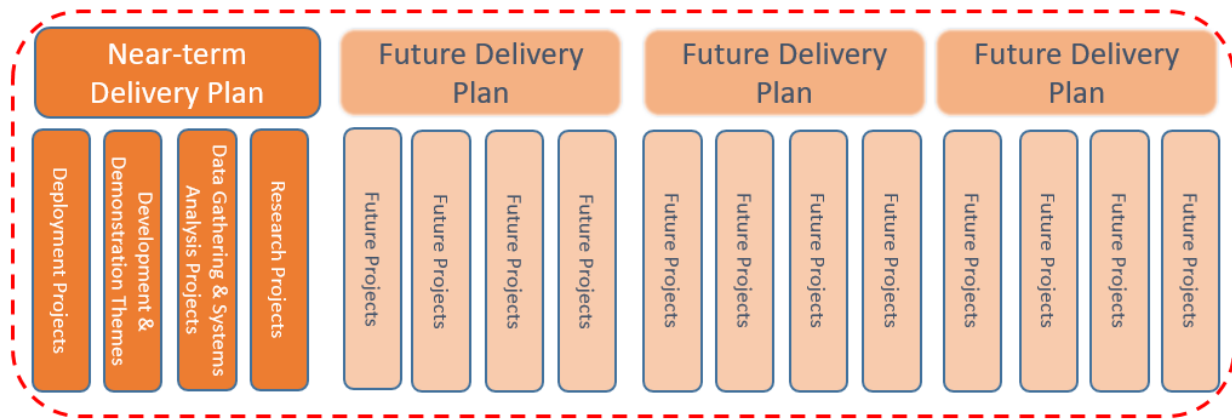 Near-term
Delivery Plan
Future Delivery
Plan
Future Delivery
Plan
Future Delivery
Plan
Deployment Projects
Development &
Demonstration Themes
Data Gathering & Systems
Analysis Projects
Research Projects
Future Projects
Future Projects
Future Projects
Future Projects
Future Projects
Future Projects
Future Projects
Future Projects
Future Projects
Future Projects
Future Projects
Future Projects